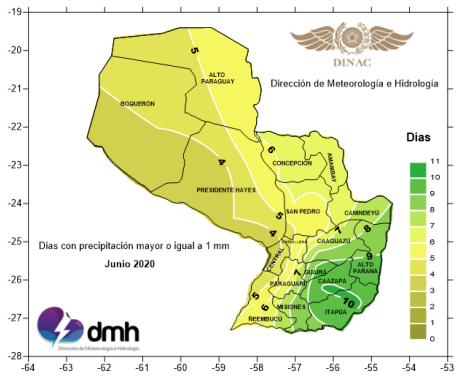 -19
-20
-21
-22
-23
-24
-25
-26
-27
-28
-64
-63
-62
-61
-60
-59
-58
-57
-56
-55
-54
-53
DINAC
Dirección de Meteorología e Hidrología
Días
11
10
9
8
7
6
5
4
3
2
1
0
5
ALTO
PARAGUAY
BOQUERÓN
6
CONCEPCIÓN
AMAMBAY
4
PRESIDENTE HAYES
5
SAN PEDRO
CANINDEYÚ
4
7
8
CORDILLERA
CAAGUAZÚ
CENTRAL
9
ALTO
PARANÁ
GUAIRÁ
7
PARAGUARÍ
CAAZAPÁ
5
6
MISIONES
10
ITAPÚA
ÑEEMBUCÚ
Dias con precipitación mayor o igual a 1 mm
Junio 2020
dmh
Dirección de Meteorología e Hidrología